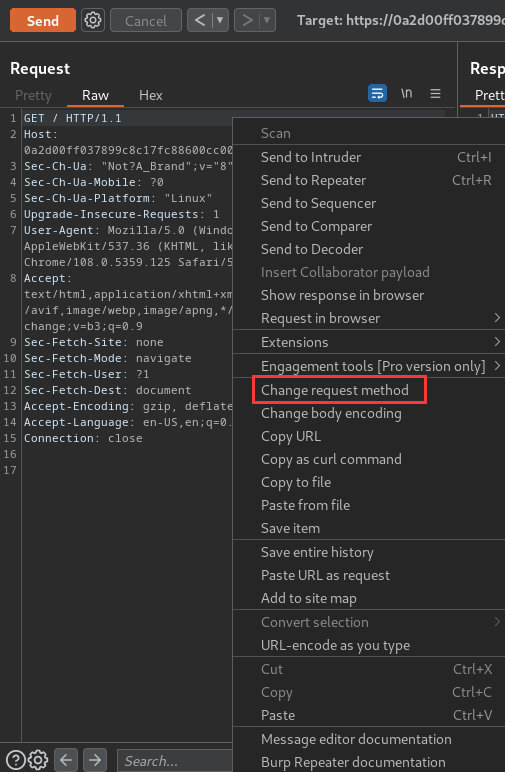 Send Cancel < > Target: https://0a2d00ff037899c
Request Resp
Pretty Raw Hex \n Prett
1 GET / HTTP/1.1 1
2 Host:
0a2d00ff037899c8c17fc88600cc00
3 Sec-Ch-Ua: "Not?A_Brand";v="8"
4 Sec-Ch-Ua-Mobile: ?0
5 Sec-Ch-Ua-Platform: "Linux"
6 Upgrade-Insecure-Requests: 1
7 User-Agent: Mozilla/5.0 (Windo
AppleWebKit/537.36 (KHTML, lik
Chrome/108.0.5359.125 Safari/5
8 Accept:
text/html,application/xhtml+xm
/avif,image/webp,image/apng,*/
change;v=b3;q=0.9
9 Sec-Fetch-Site: none
10 Sec-Fetch-Mode: navigate
11 Sec-Fetch-User: ?1
12 Sec-Fetch-Dest: document
13 Accept-Encoding: gzip, deflate
14 Accept-Language: en-US,en;q=0.
15 Connection: close
16
17
Scan
Send to Intruder Ctrl+I
Send to Repeater Ctrl+R
Send to Sequencer
Send to Comparer
Send to Decoder
Insert Collaborator payload
Show response in browser
Request in browser >
Extensions >
Engagement tools [Pro version only] >
Change request method
Change body encoding
Copy URL
Copy as curl command
Copy to file
Paste from file
Save item
Save entire history
Paste URL as request
Add to site map
Convert selection >
URL-encode as you type
Cut Ctrl+X
Copy Ctrl+C
Paste Ctrl+V
Message editor documentation
Burp Repeater documentation
Search...